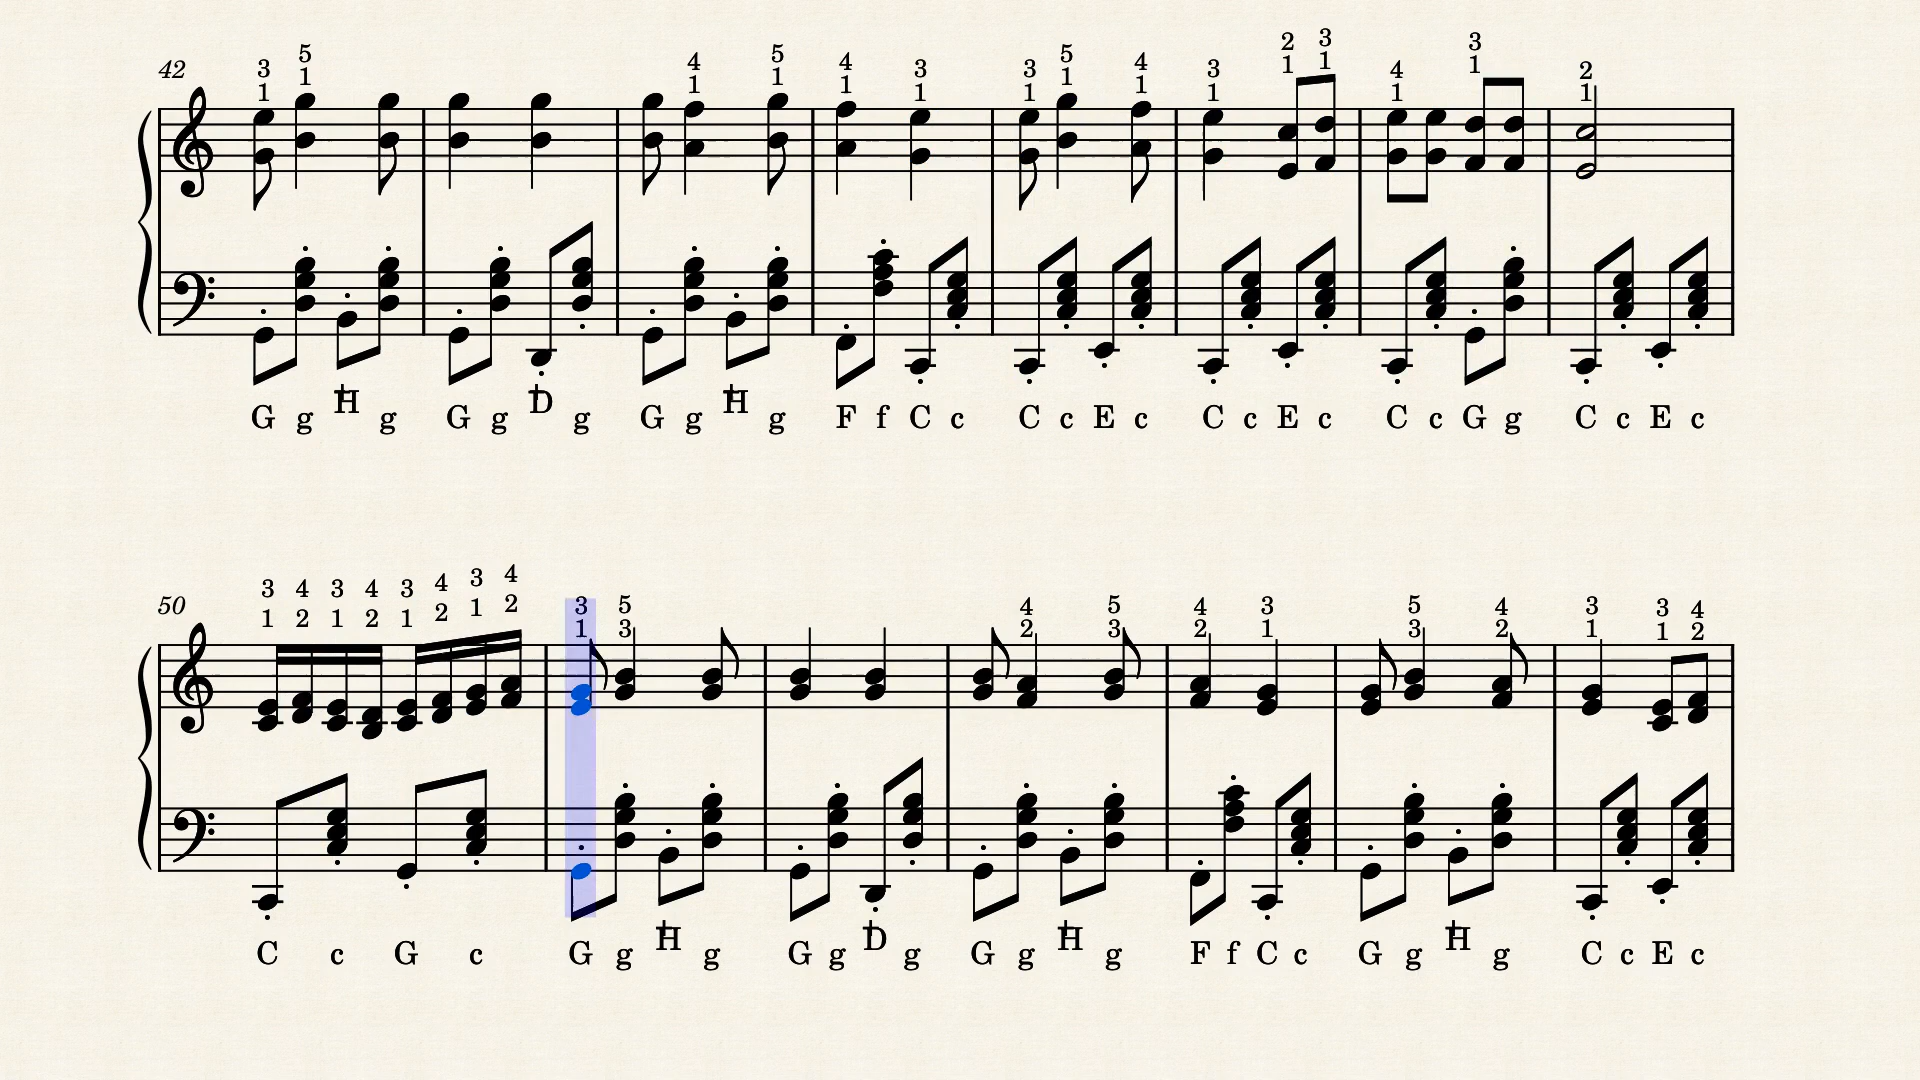 42
3 5 4 5 4 3 3 5 4 3 2 3 4 3 2
1 1 1 1 1 1 1 1 1 1 1 1 1 1 1
G g H g G g D g G g H g F f C c C c E c C c E c C c G g C c E c
50
3 4 3 4 3 4 3 4 3 5 4 5 4 3 5 4 3 3 4
1 2 1 2 1 2 1 2 1 3 2 3 2 1 3 2 1 1 2
C c G c G g H g G g D g G g H g F f C c G g H g C c E c